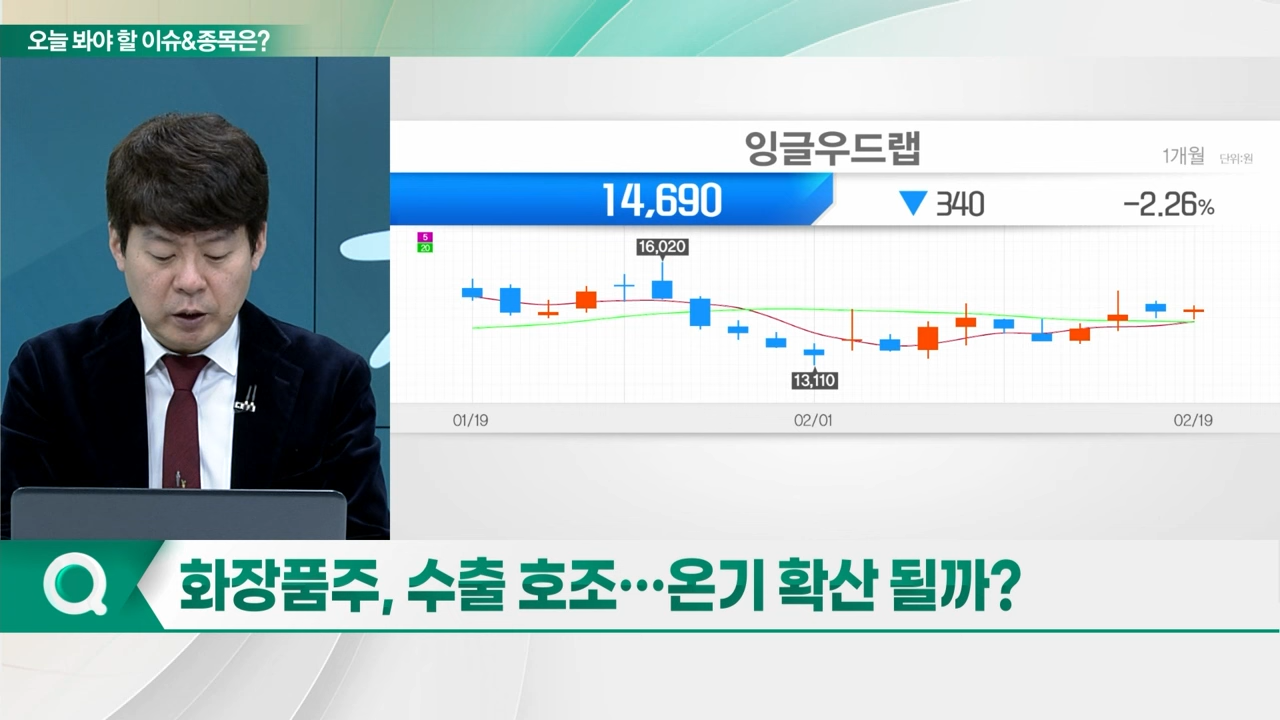 오늘 봐야 할 이슈&종목은?
잉글우드랩
1개월 단위:원
14,690 ▼ 340 -2.26%
5
20
16,020
13,110
01/19 02/01 02/19
화장품주, 수출 호조…온기 확산 될까?